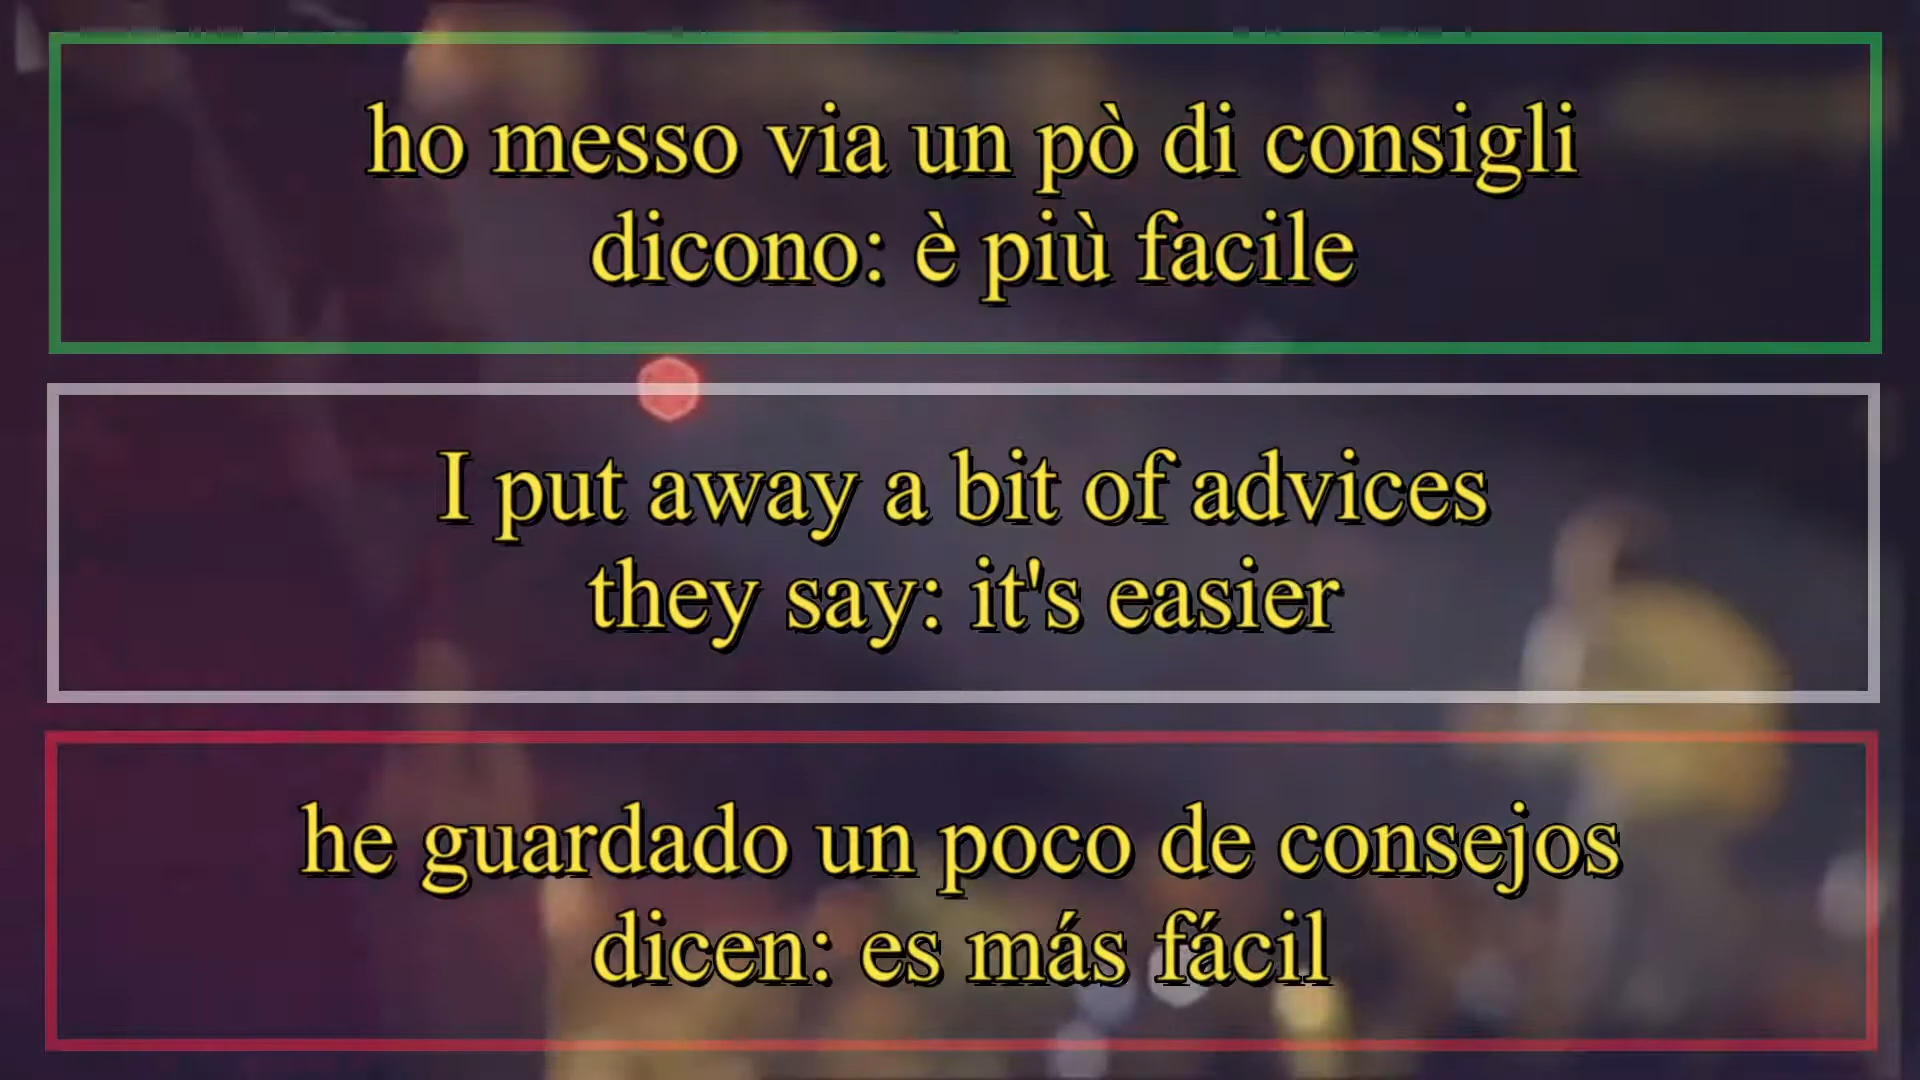 ho messo via un pò di consigli
dicono: è più facile
I put away a bit of advices
they say: it's easier
he guardado un poco de consejos
dicen: es más fácil